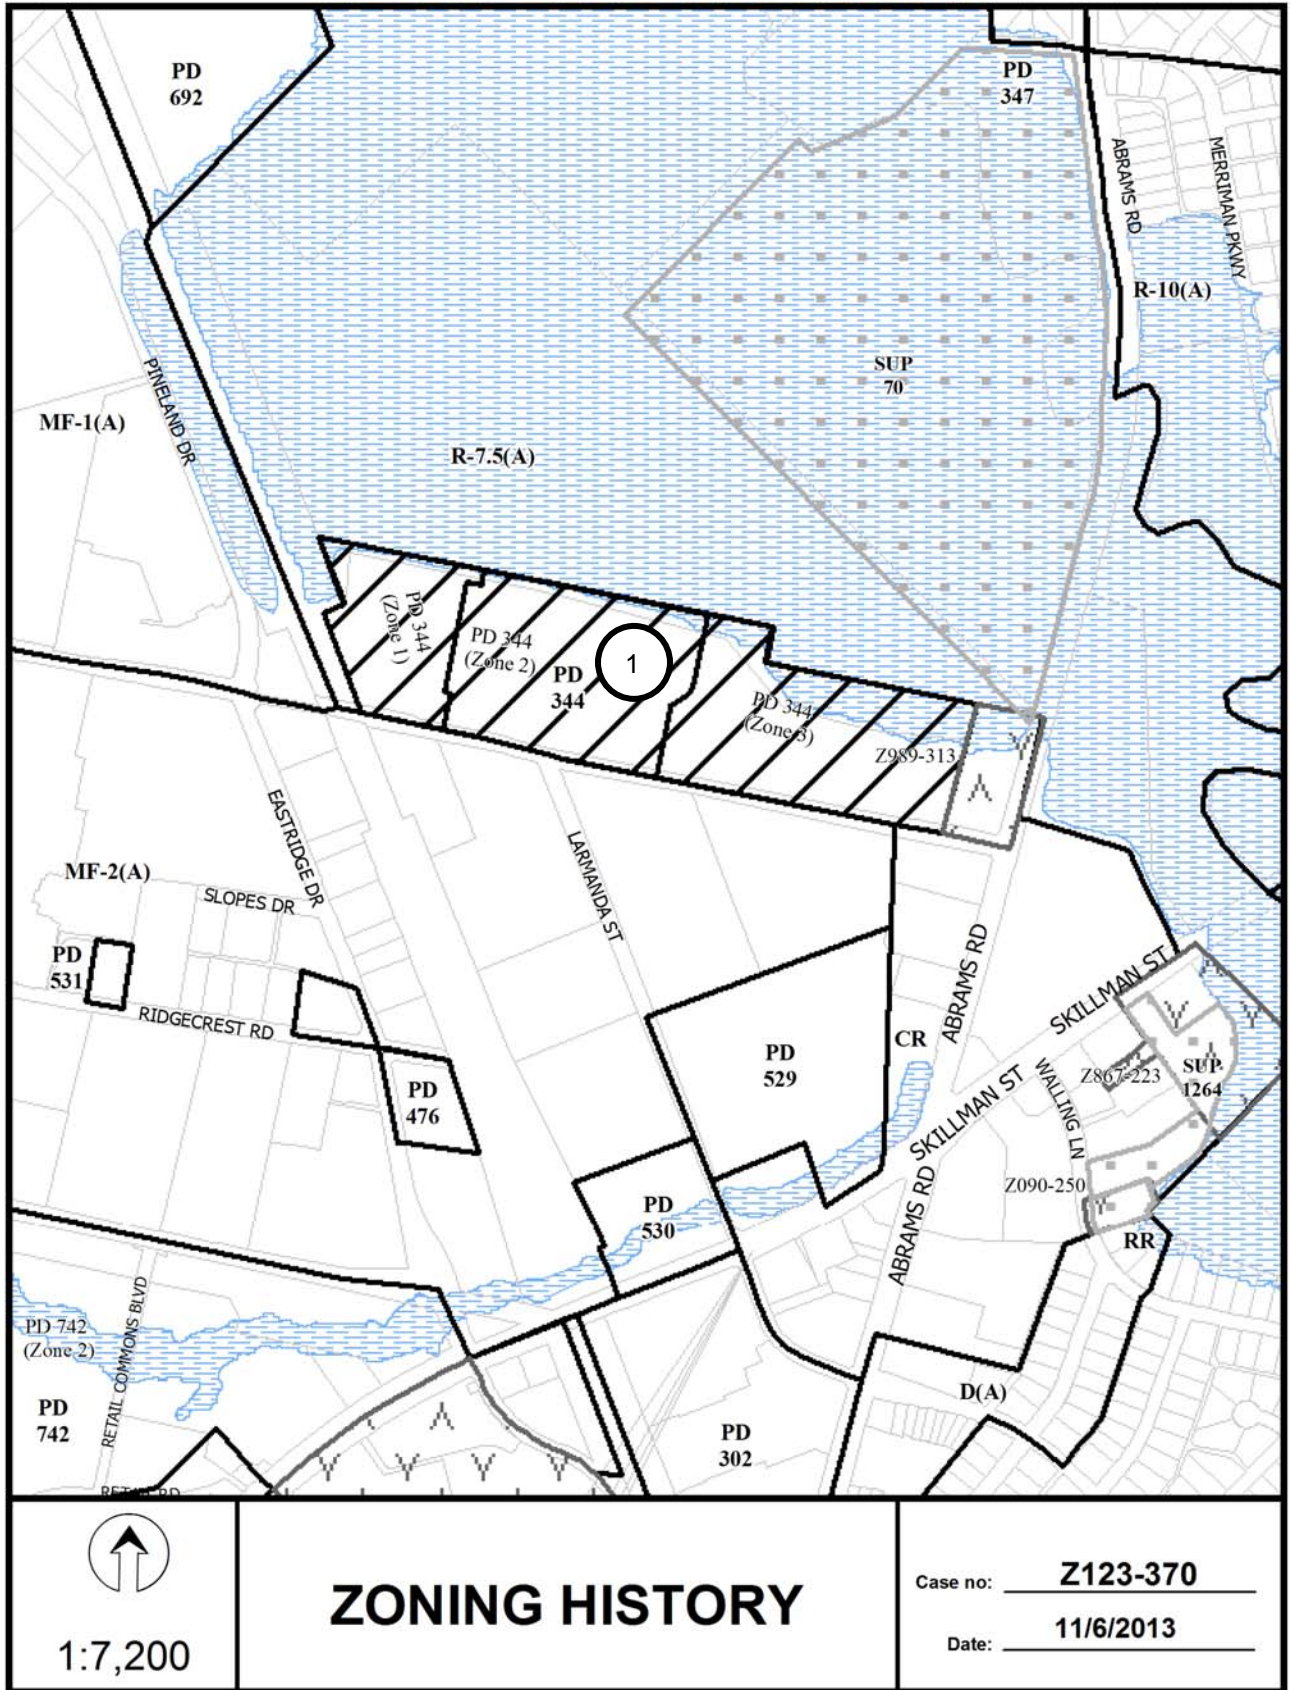 PD
692
PD
347
ABRAMS RD
MERRIMAN PKWY
R-10(A)
SUP
70
PINELAND DR
MF-1(A)
R-7.5(A)
PD 344
(Zone 1)
PD 344
(Zone 2)
1
PD
344
PD 344
(Zone 3)
Z989-313
EASTRIDGE DR
LARMANDA ST
MF-2(A)
SLOPES DR
PD
531
RIDGECREST RD
PD
476
ABRAMS RD
SKILLMAN ST
CR
PD
529
SKILLMAN ST
WALLING LN
Z867-223
SUP
1264
Z090-250
ABRAMS RD
PD
530
RR
RETAIL COMMONS BLVD
PD 742
(Zone 2)
PD
742
D(A)
PD
302
RETAIL RD
1:7,200
ZONING HISTORY
Case no: Z123-370
Date: 11/6/2013